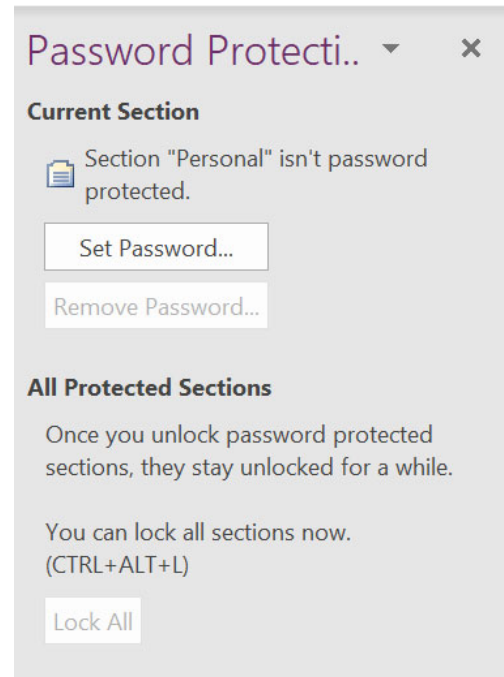 Password Protecti..
Current Section
Section "Personal" isn't password
protected.
Set Password...
Remove Password...
All Protected Sections
Once you unlock password protected
sections, they stay unlocked for a while.
You can lock all sections now.
(CTRL+ALT+L)
Lock All